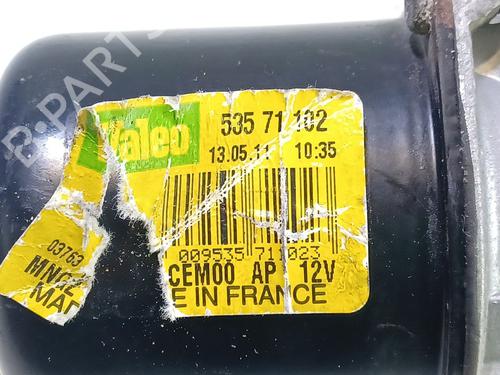 B-PARTS
Valeo
535 71 102
13.05.11 10:35
009535 711023
03763
CEM00 AP 12V
E IN FRANCE